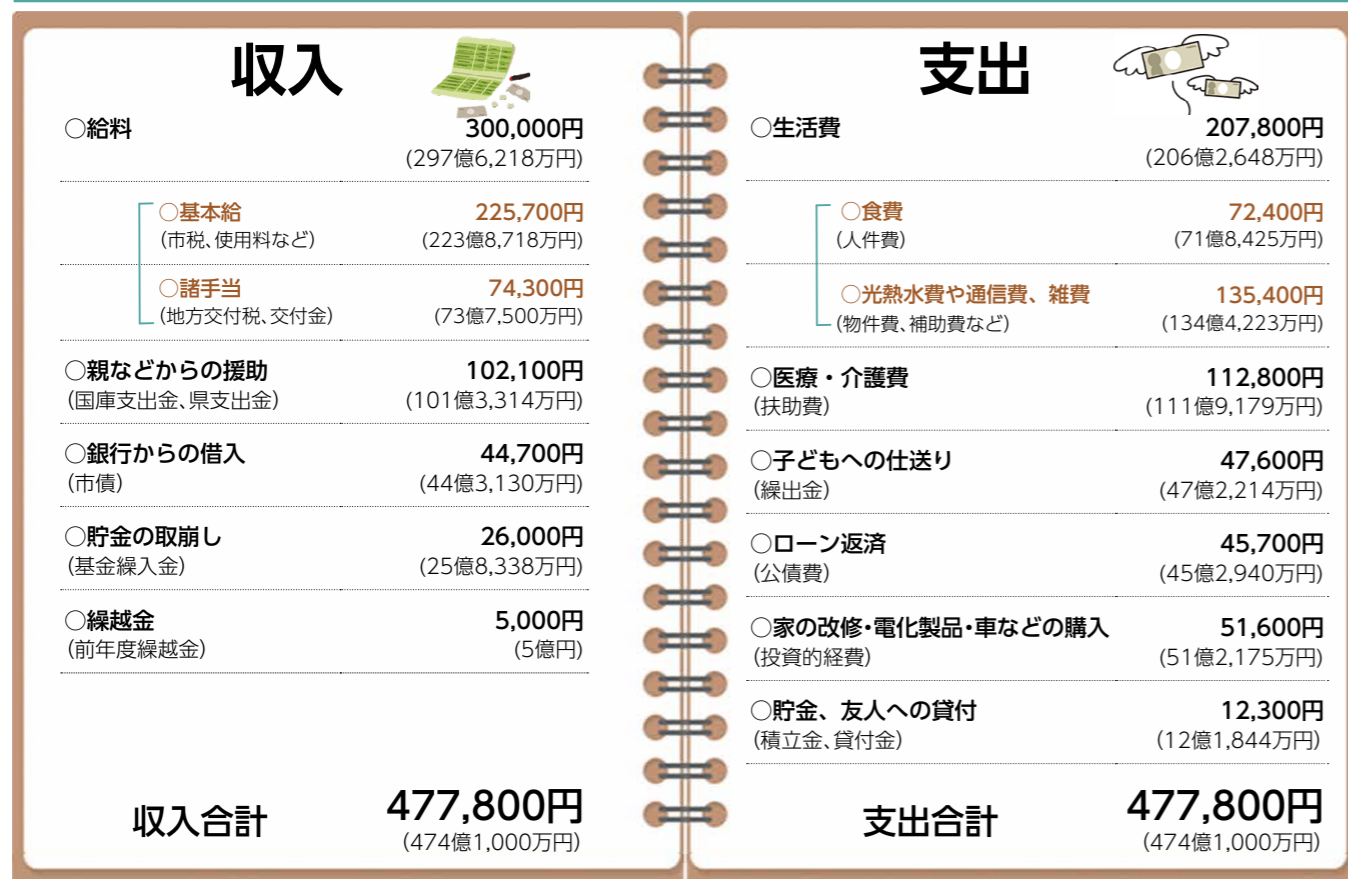 収入
○給料 300,000円
(297億6,218万円)
○基本給 225,700円
(市税、使用料など) (223億8,718万円)
○諸手当 74,300円
(地方交付税、交付金) (73億7,500万円)
○親などからの援助 102,100円
(国庫支出金、県支出金) (101億3,314万円)
○銀行からの借入 44,700円
(市債) (44億3,130万円)
○貯金の取崩し 26,000円
(基金繰入金) (25億8,338万円)
○繰越金 5,000円
(前年度繰越金) (5億円)
収入合計 477,800円
(474億1,000万円)
支出
○生活費 207,800円
(206億2,648万円)
○食費 72,400円
(人件費) (71億8,425万円)
○光熱水費や通信費、雑費 135,400円
(物件費、補助費など) (134億4,223万円)
○医療・介護費 112,800円
(扶助費) (111億9,179万円)
○子どもへの仕送り 47,600円
(繰出金) (47億2,214万円)
○ローン返済 45,700円
(公債費) (45億2,940万円)
○家の改修・電化製品・車などの購入 51,600円
(投資的経費) (51億2,175万円)
○貯金、友人への貸付 12,300円
(積立金、貸付金) (12億1,844万円)
支出合計 477,800円
(474億1,000万円)